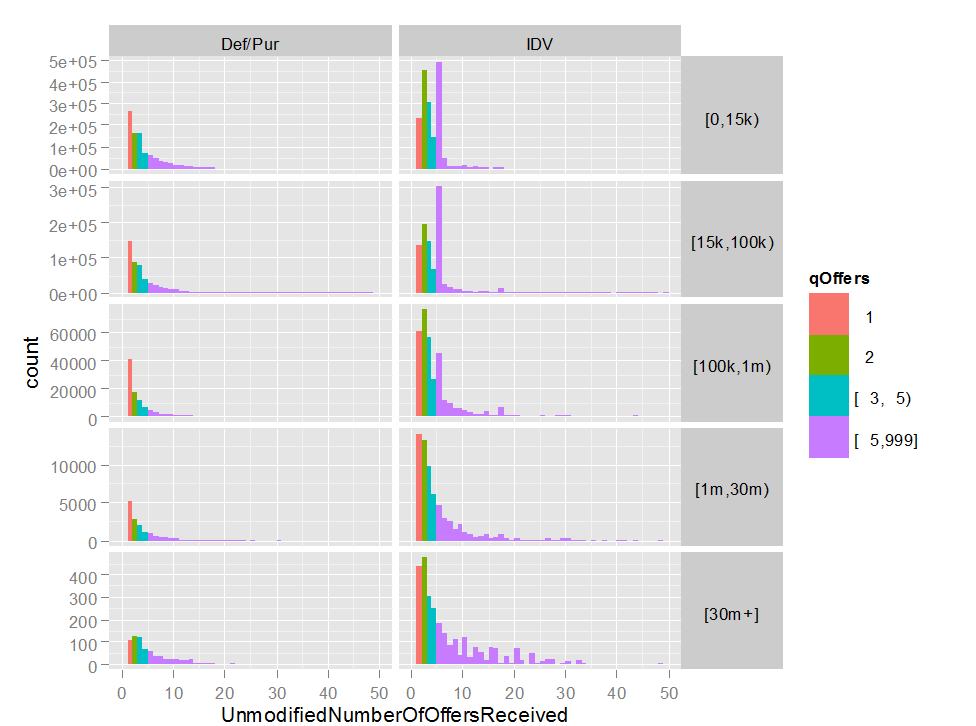 Def/Pur IDV
5e+05
4e+05
3e+05
2e+05
1e+05
0e+00
[0,15k)
3e+05
2e+05
1e+05
0e+00
[15k,100k)
60000
40000
20000
0
[100k,1m)
10000
5000
0
[1m,30m)
400
300
200
100
0
[30m+]
0 10 20 30 40 50 0 10 20 30 40 50
UnmodifiedNumberOfOffersReceived
count
qOffers
1
2
[ 3, 5)
[ 5,999]